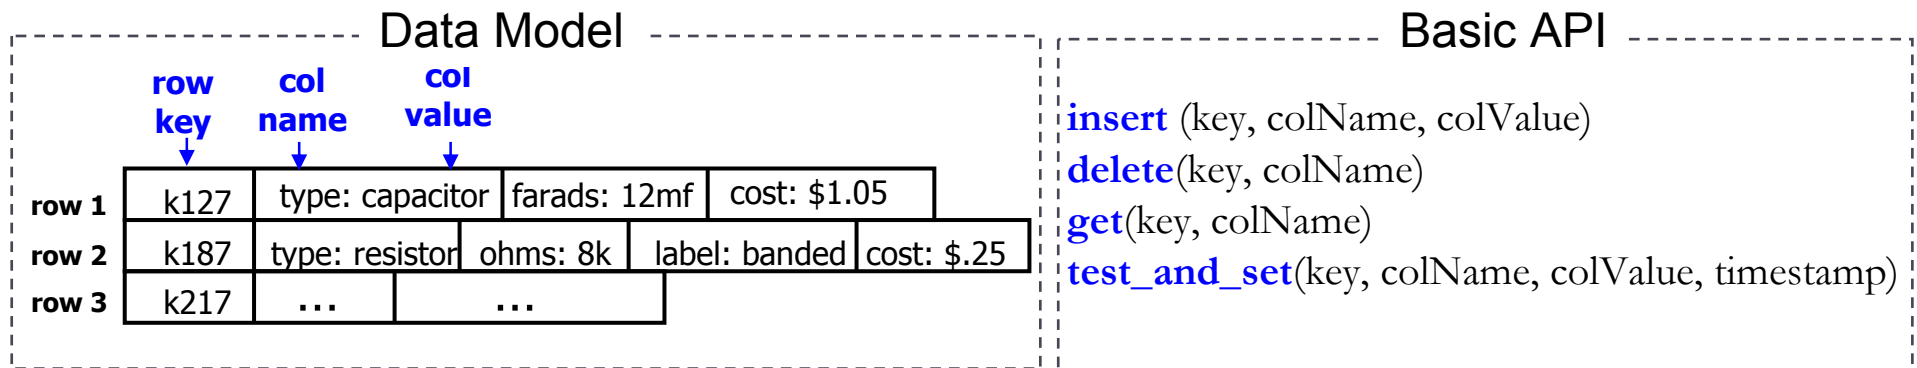 Data Model
row key
col name
col value
row 1 k127 type: capacitor farads: 12mf cost: $1.05
row 2 k187 type: resistor ohms: 8k label: banded cost: $.25
row 3 k217 ... ...
Basic API
insert (key, colName, colValue)
delete(key, colName)
get(key, colName)
test_and_set(key, colName, colValue, timestamp)